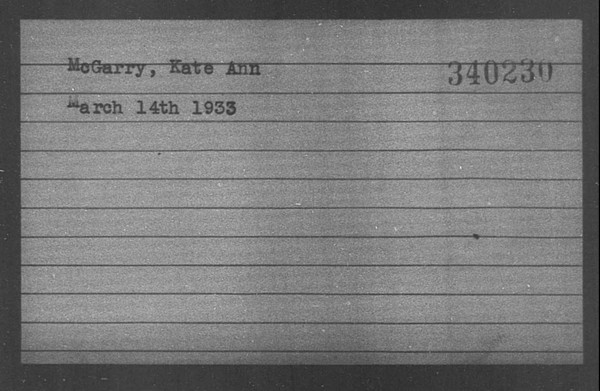 McGarry, Kate Ann 340230
March 14th 1933